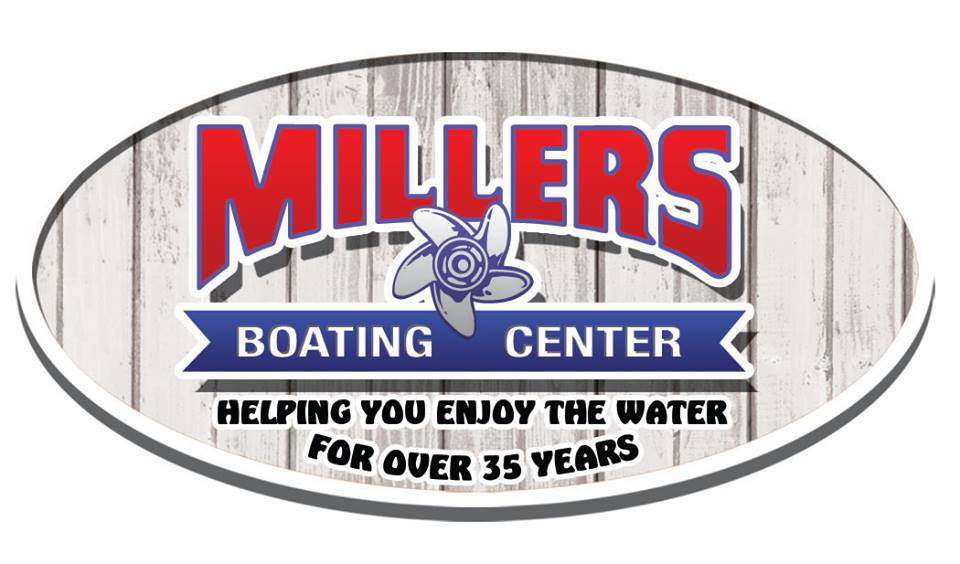 MILLERS
BOATING CENTER
HELPING YOU ENJOY THE WATER
FOR OVER 35 YEARS